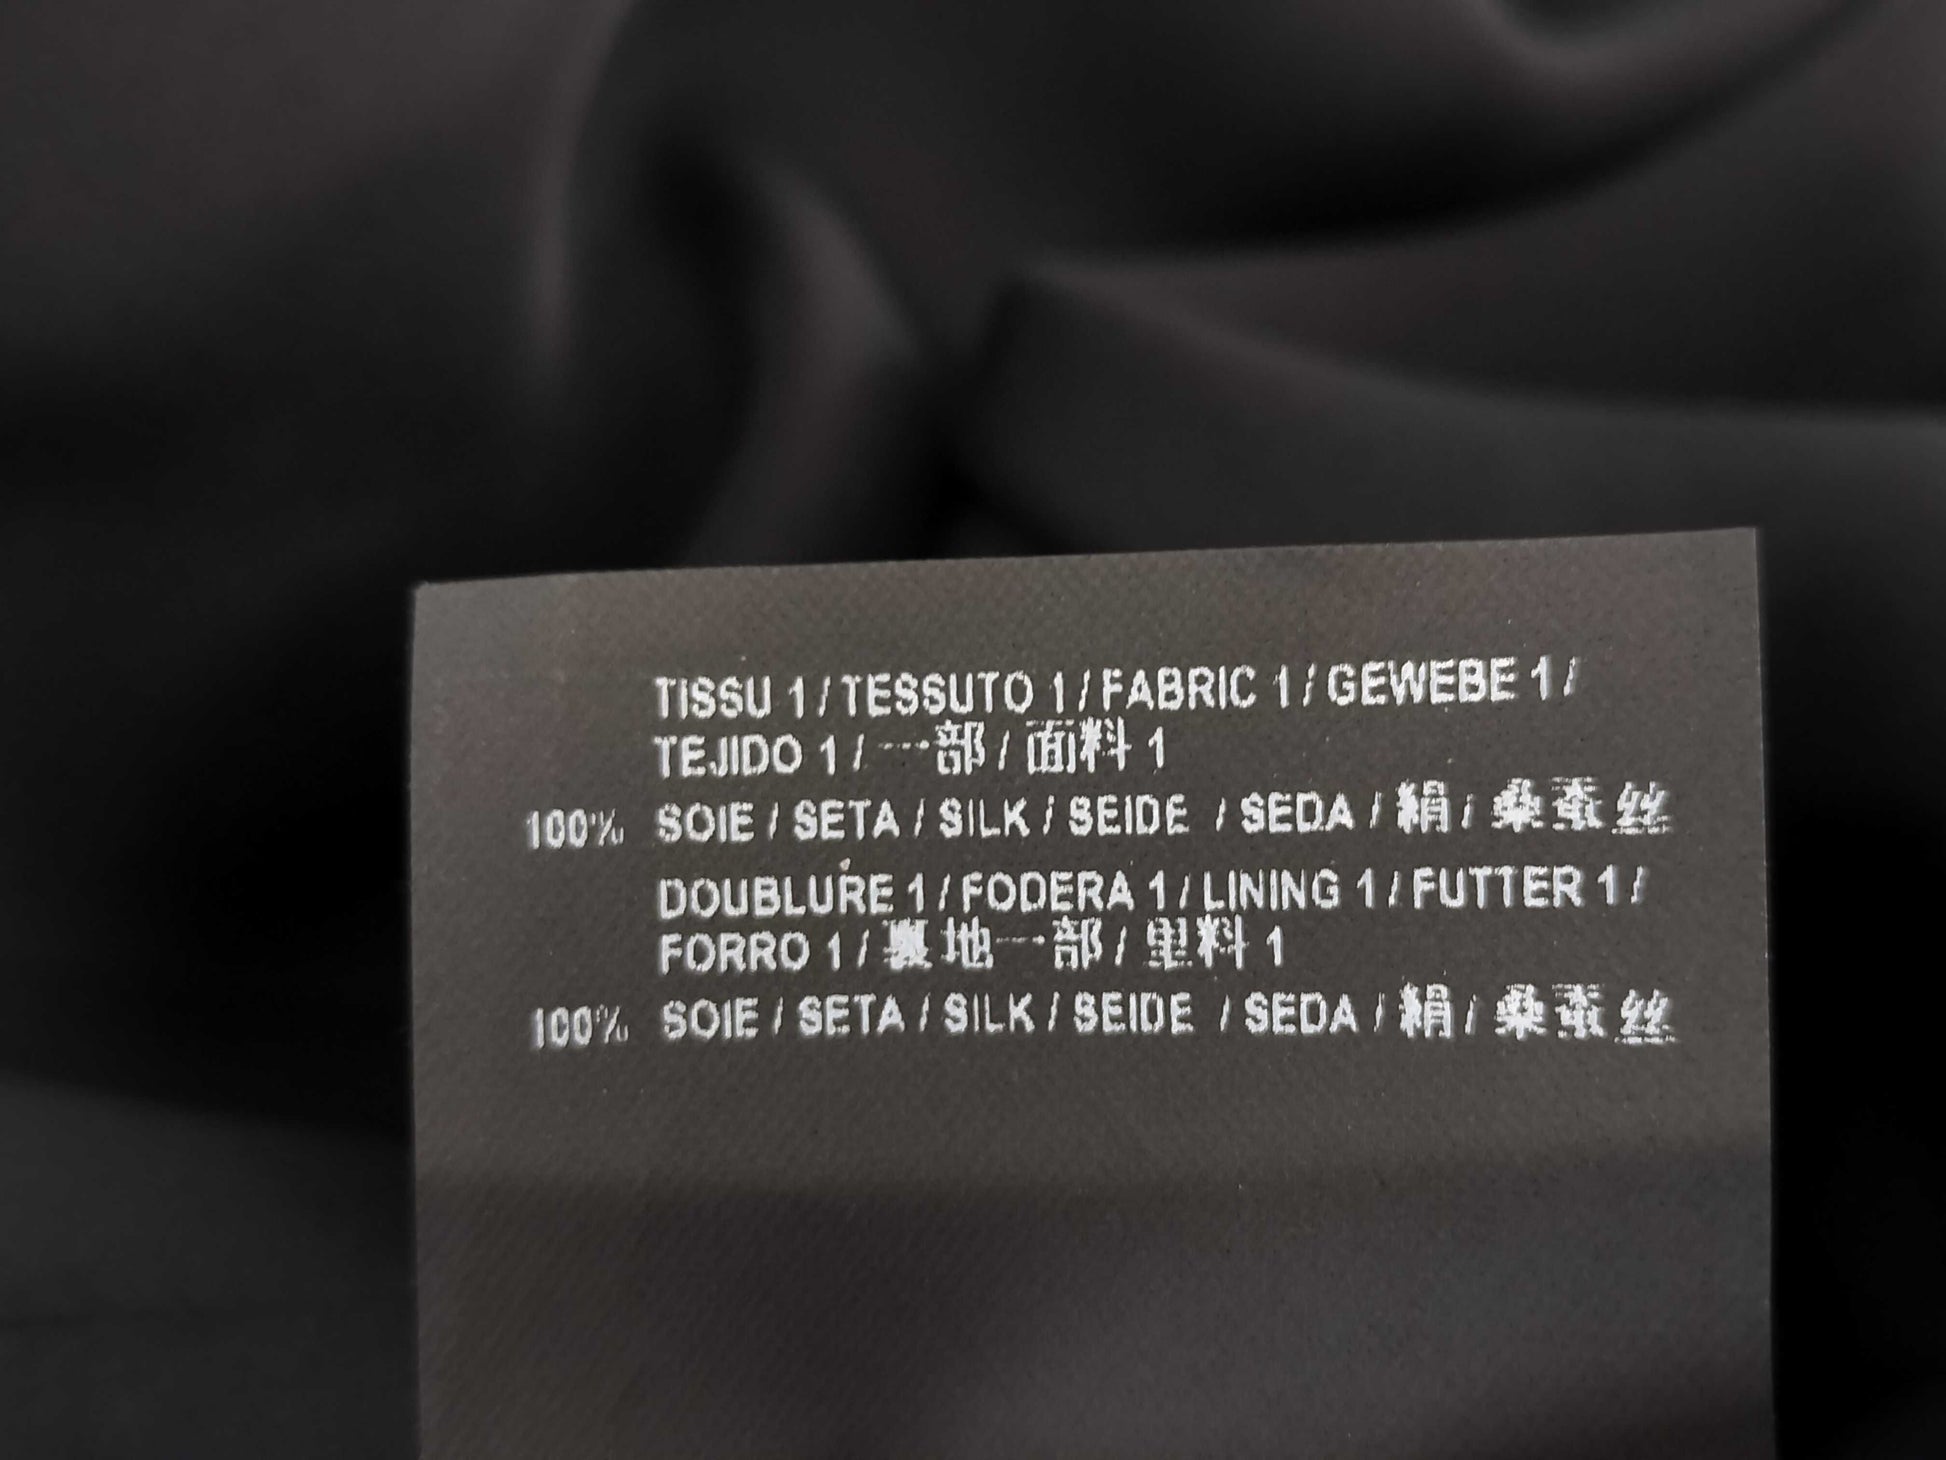 TISSU 1 / TESSUTO 1 / FABRIC 1 / GEWEBE 1 /
TEJIDO 1 / 一部 / 面料 1
100% SOIE / SETA / SILK / SEIDE / SEDA / 絹 / 桑蚕丝
DOUBLURE 1 / FODERA 1 / LINING 1 / FUTTER 1 /
FORRO 1 / 裏地一部 / 里料 1
100% SOIE / SETA / SILK / SEIDE / SEDA / 絹 / 桑蚕丝